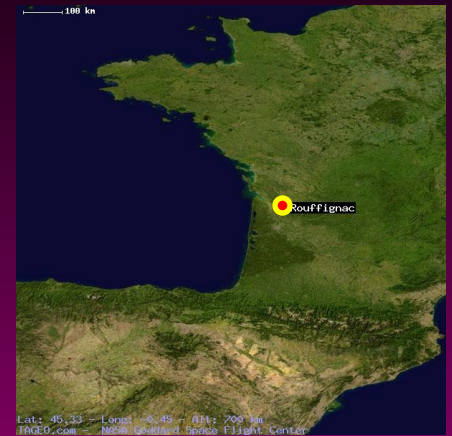 100 km
Rouffignac
Lat: 45.33 - Long: -0.45 - Alt: 700 km
TAGEO.com - NASA Goddard Space Flight Center